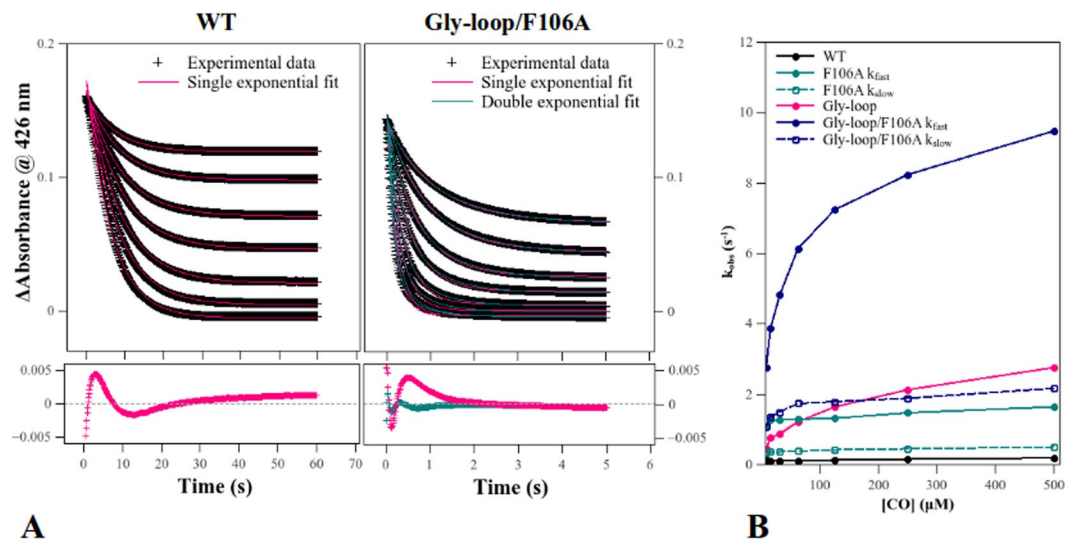 A
WT
Gly-loop/F106A
0.2
0.1
0
ΔAbsorbance @ 426 nm
+ Experimental data
Single exponential fit
+ Experimental data
Single exponential fit
Double exponential fit
0.2
0.1
0
0.005
0.000
−0.005
0 10 20 30 40 50 60 70
Time (s)
0.005
0.000
−0.005
0 1 2 3 4 5 6
Time (s)
A
B
12
10
8
6
4
2
0
kobs (s⁻¹)
WT
F106A kfast
F106A kslow
Gly-loop
Gly-loop/F106A kfast
Gly-loop/F106A kslow
100 200 300 400 500
[CO] (µM)
B